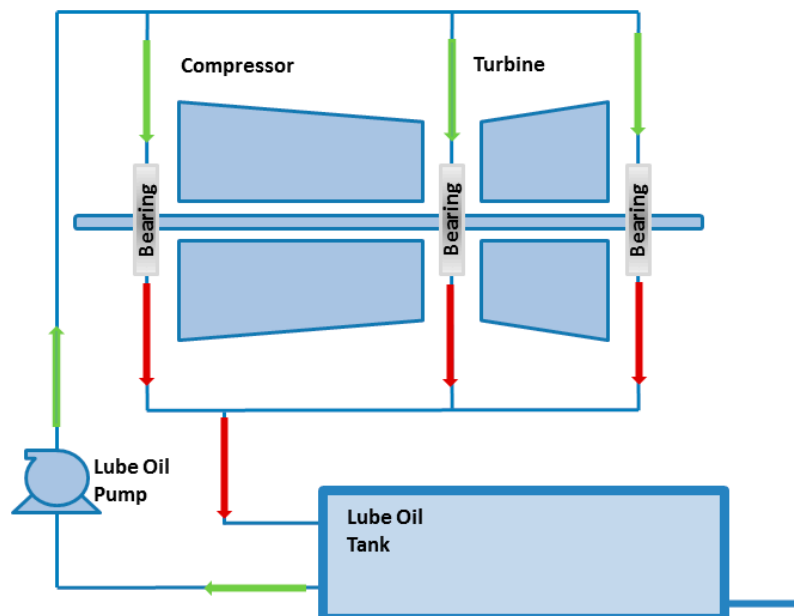 Compressor
Turbine
Bearing
Bearing
Bearing
Lube Oil
Pump
Lube Oil
Tank